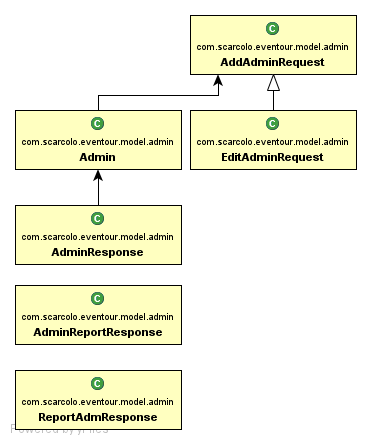 C
com.scarcolo.eventour.model.admin
AddAdminRequest
C
com.scarcolo.eventour.model.admin
Admin
C
com.scarcolo.eventour.model.admin
EditAdminRequest
C
com.scarcolo.eventour.model.admin
AdminResponse
C
com.scarcolo.eventour.model.admin
AdminReportResponse
C
com.scarcolo.eventour.model.admin
ReportAdmResponse
Powered by yFiles